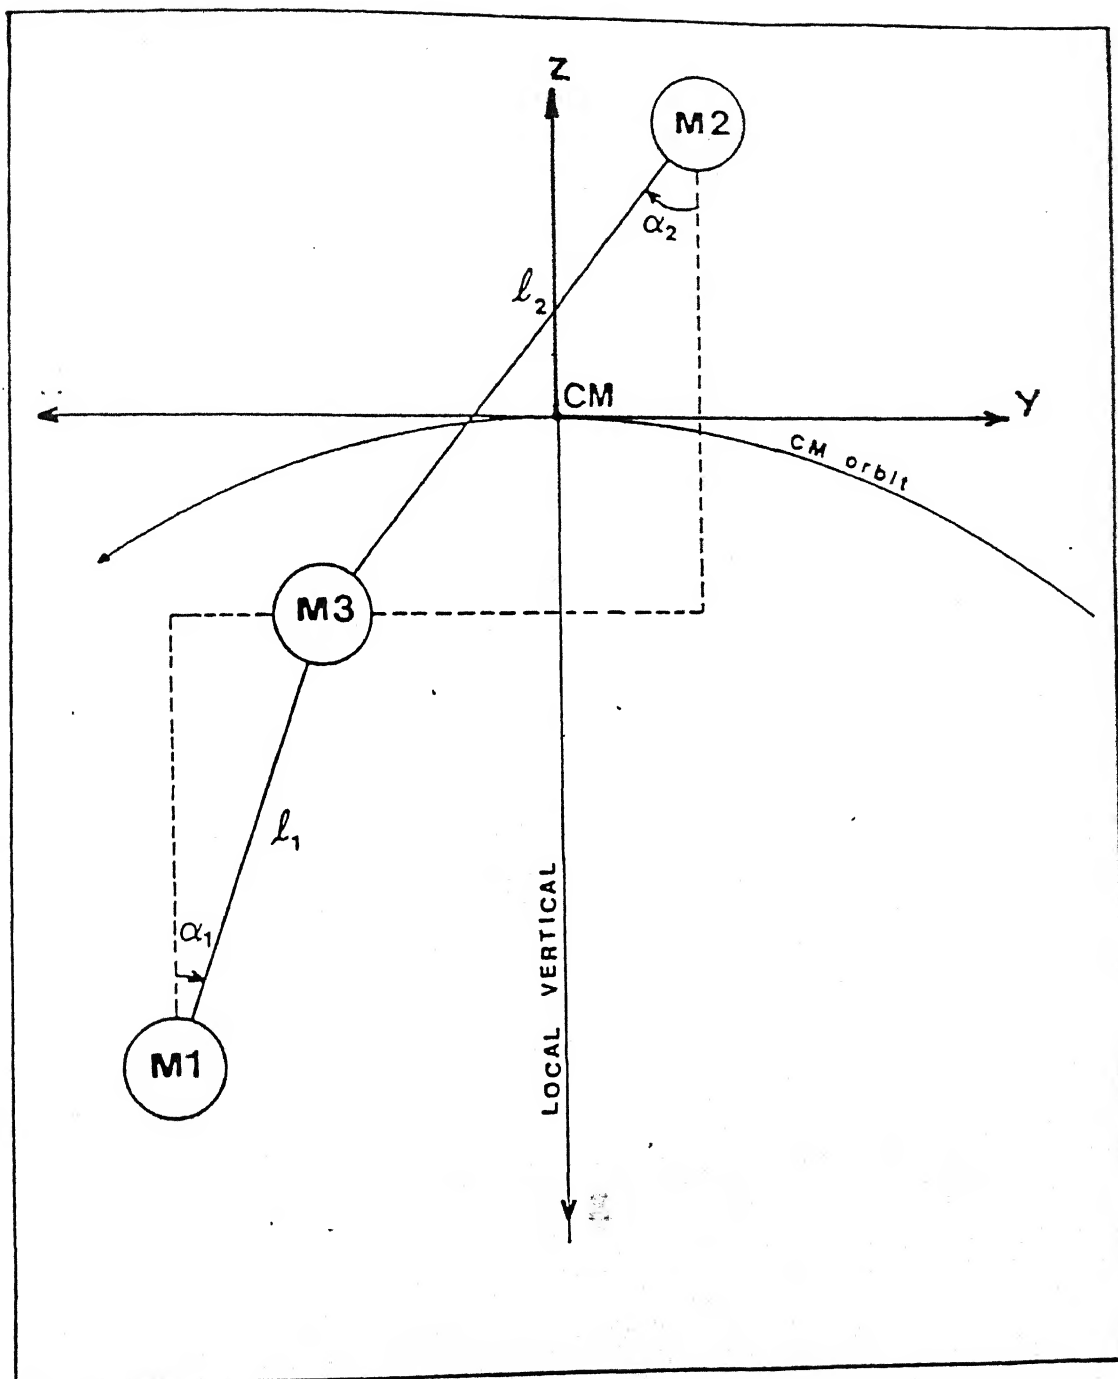 Z
M2
α₂
ℓ₂
CM
Y
CM orbit
M3
ℓ₁
α₁
LOCAL VERTICAL
M1